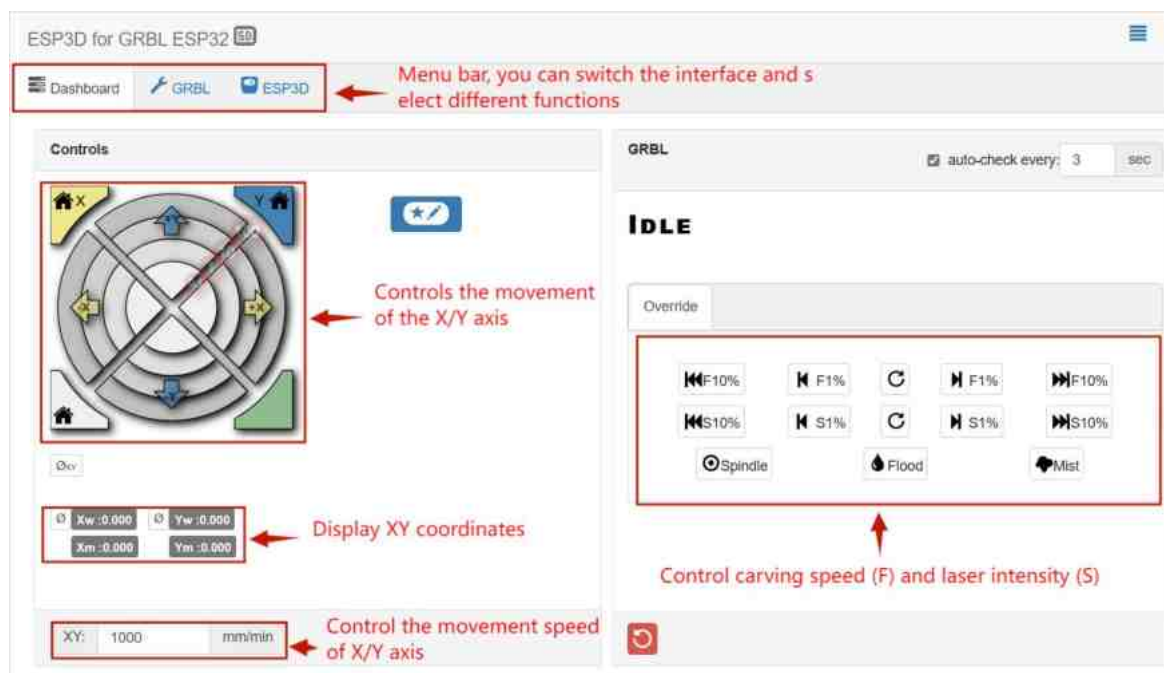 ESP3D for GRBL ESP32 SD
Dashboard GRBL ESP3D
Menu bar, you can switch the interface and s
elect different functions
Controls
GRBL
auto-check every: 3 sec
X
Y
+Y
-X
+X
-Y
IDLE
Controls the movement
of the X/Y axis
Override
F10% F1% F1% F10%
S10% S1% S1% S10%
Spindle Flood Mist
ØXY
Ø Xw :0.000 Ø Yw :0.000
Xm :0.000 Ym :0.000
Display XY coordinates
Control carving speed (F) and laser intensity (S)
XY: 1000 mm/min
Control the movement speed
of X/Y axis